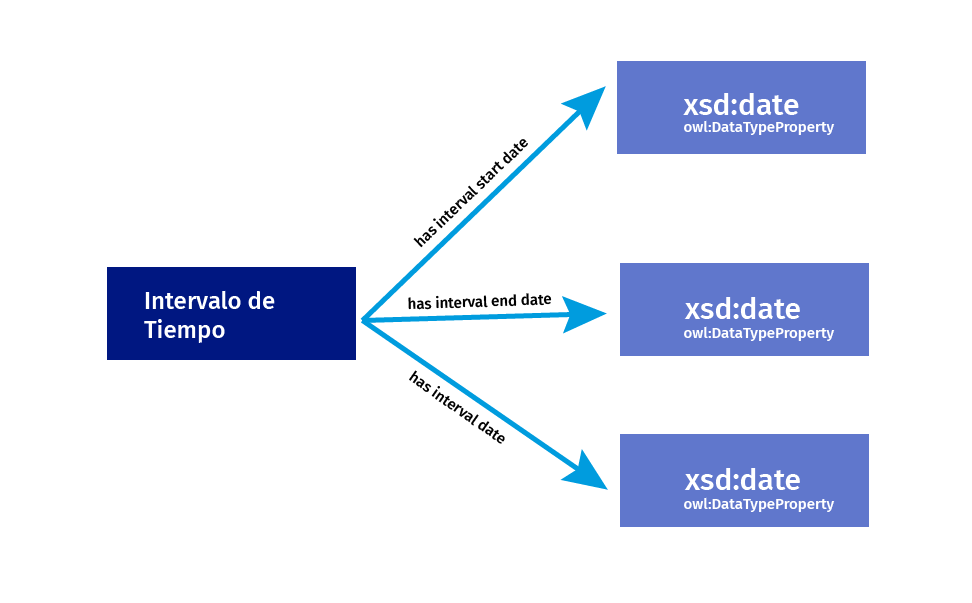 xsd:date
owl:DataTypeProperty
has interval start date
Intervalo de
Tiempo
has interval end date
xsd:date
owl:DataTypeProperty
has interval date
xsd:date
owl:DataTypeProperty